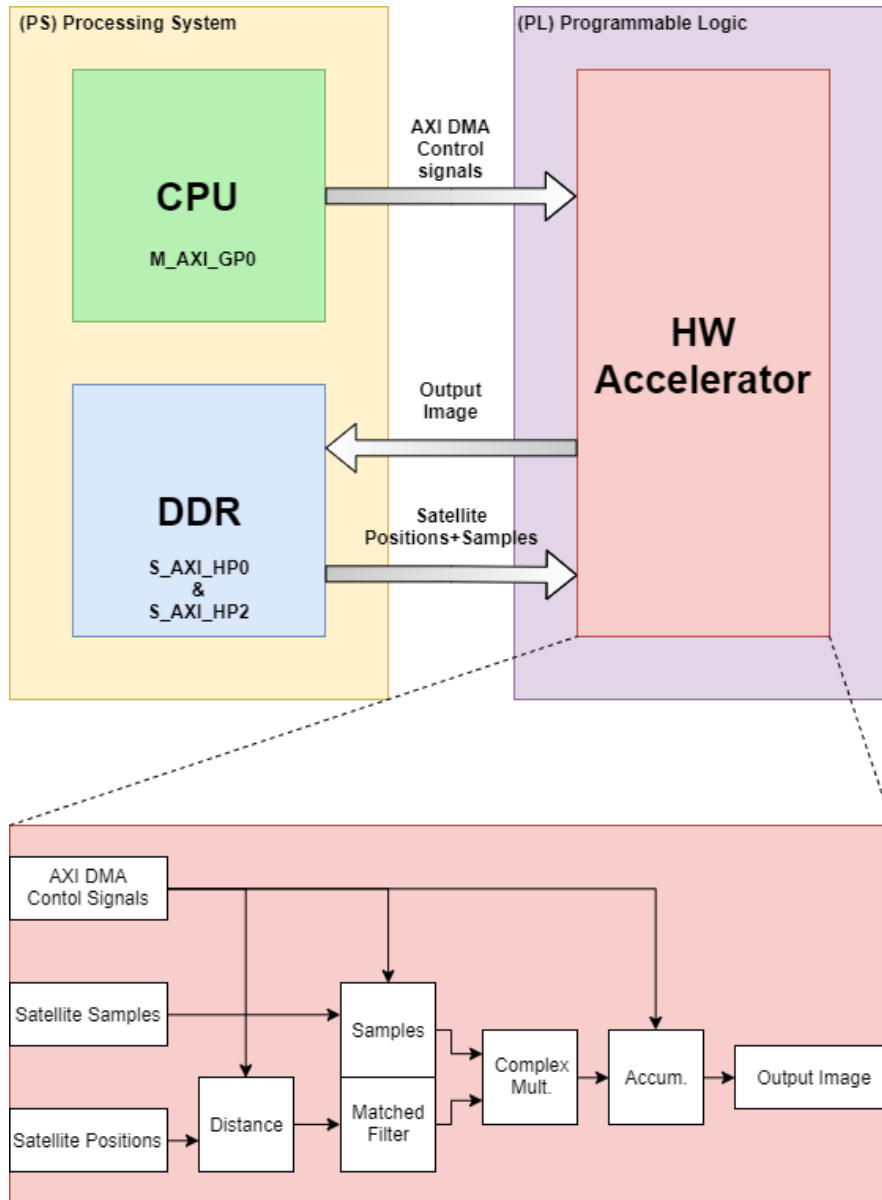 (PS) Processing System
(PL) Programmable Logic
CPU
M_AXI_GP0
AXI DMA
Control
signals
HW
Accelerator
Output
Image
DDR
S_AXI_HP0
&
S_AXI_HP2
Satellite
Positions+Samples
AXI DMA
Contol Signals
Satellite Samples
Samples
Complex
Mult.
Accum.
Output Image
Satellite Positions
Distance
Matched
Filter